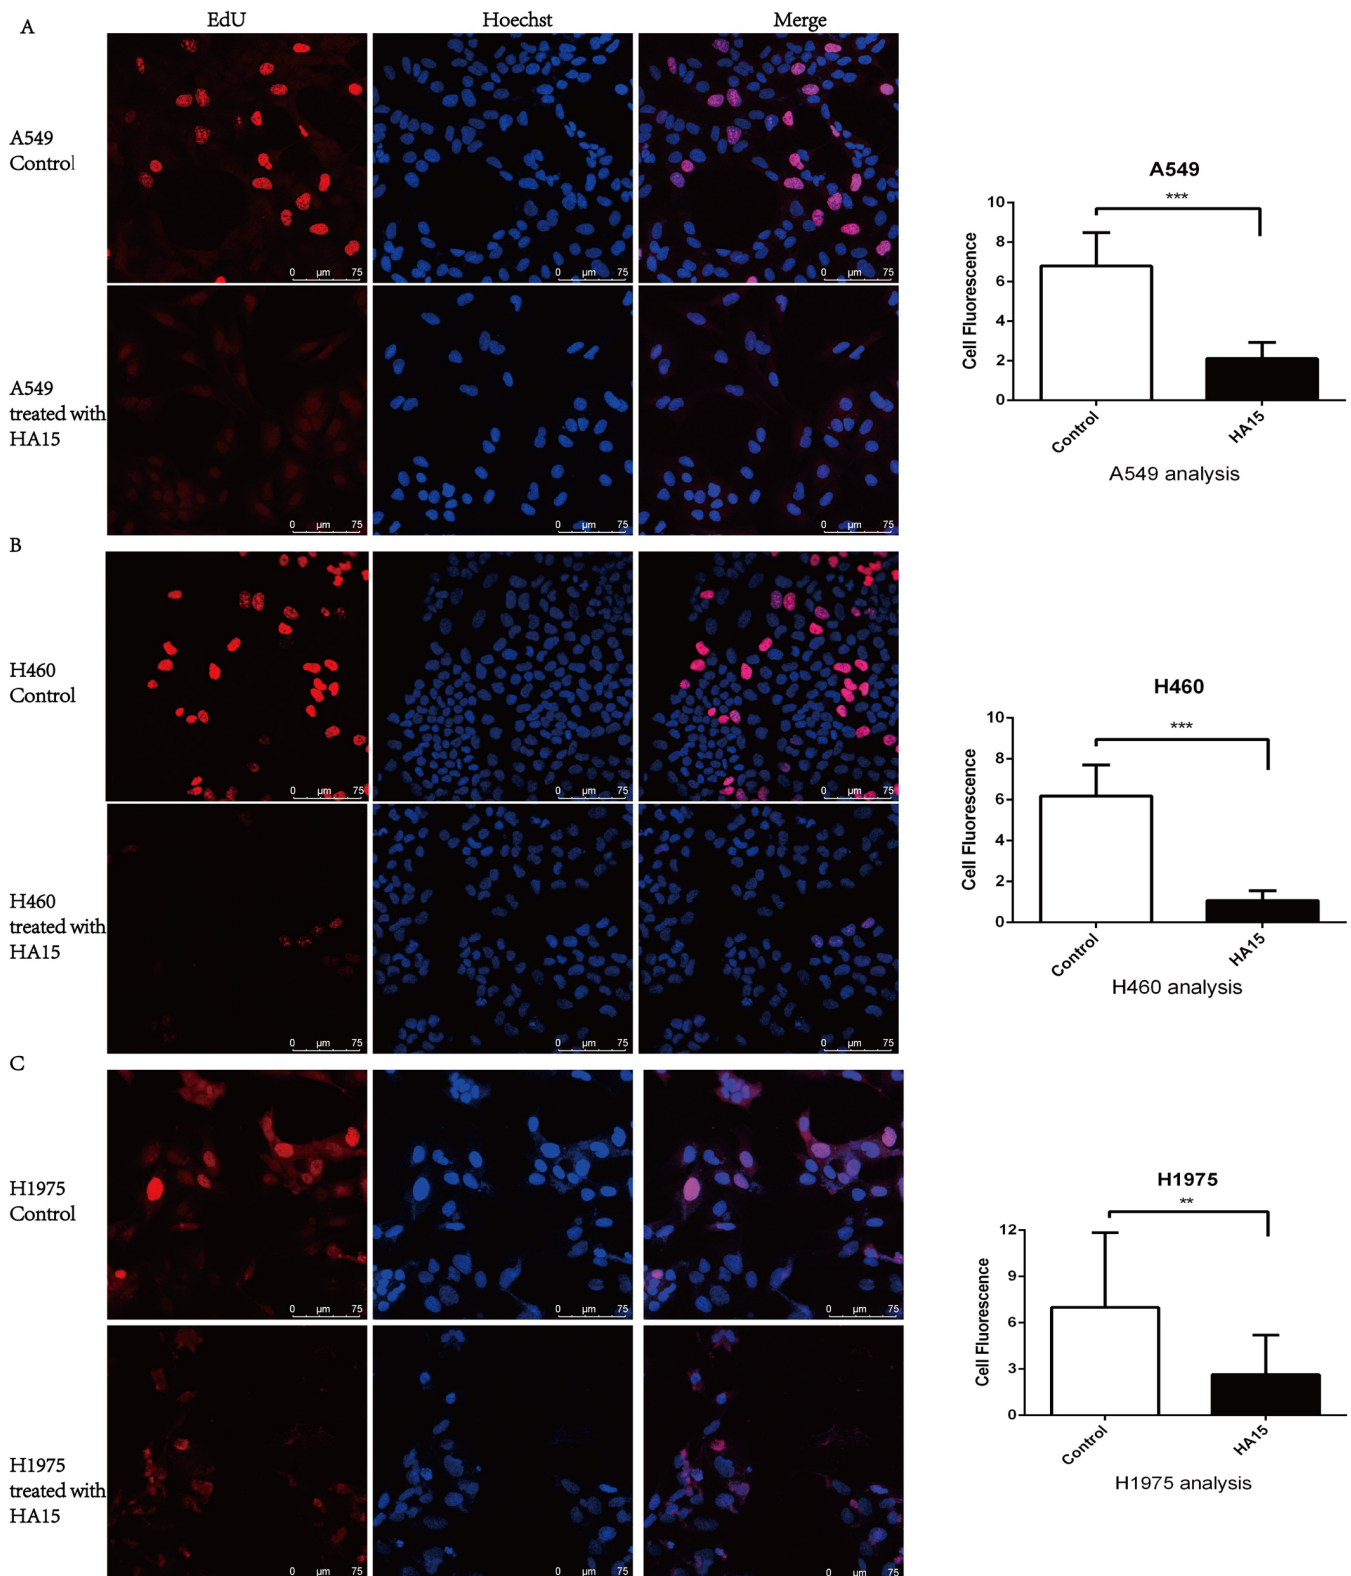 A
EdU
Hoechst
Merge
A549
Control
0 µm 75
0 µm 75
0 µm 75
A549
treated with
HA15
0 µm 75
0 µm 75
0 µm 75
A549
***
10
8
6
4
2
0
Cell Fluorescence
Control
HA15
A549 analysis
B
H460
Control
0 µm 75
0 µm 75
0 µm 75
H460
treated with
HA15
0 µm 75
0 µm 75
0 µm 75
H460
***
10
8
6
4
2
0
Cell Fluorescence
Control
HA15
H460 analysis
C
H1975
Control
0 µm 75
0 µm 75
0 µm 75
H1975
treated with
HA15
0 µm 75
0 µm 75
0 µm 75
H1975
**
12
9
6
3
0
Cell Fluorescence
Control
HA15
H1975 analysis